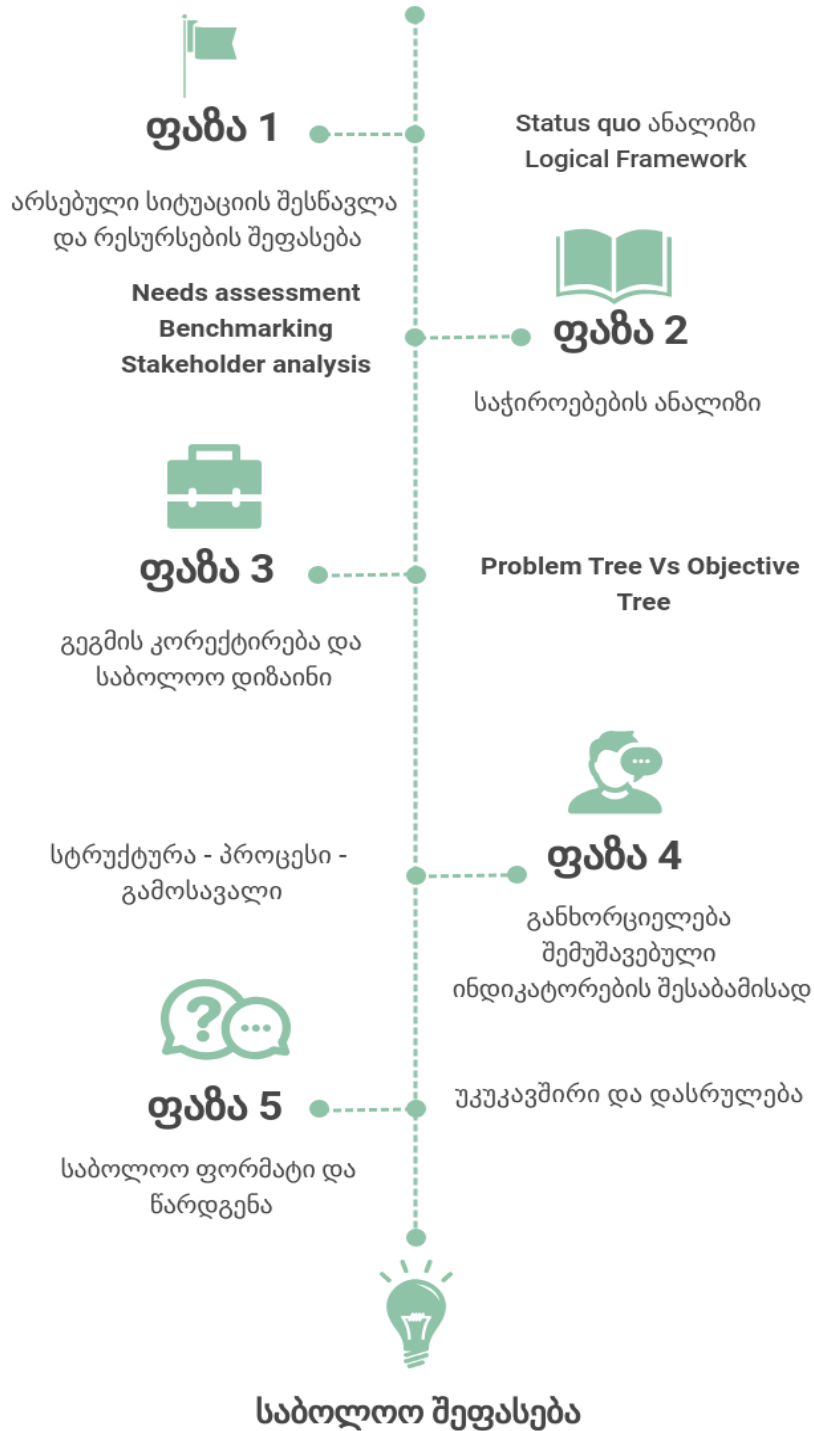 ფაზა 1
Status quo ანალიზი
Logical Framework
არსებული სიტუაციის შესწავლა
და რესურსების შეფასება
Needs assessment
Benchmarking
Stakeholder analysis
ფაზა 2
საჭიროებების ანალიზი
ფაზა 3
Problem Tree Vs Objective
Tree
გეგმის კორექტირება და
საბოლოო დიზაინი
სტრუქტურა - პროცესი -
გამოსავალი
ფაზა 4
განხორციელება
შემუშავებული
ინდიკატორების შესაბამისად
ფაზა 5
უკუკავშირი და დასრულება
საბოლოო ფორმატი და
წარდგენა
საბოლოო შეფასება